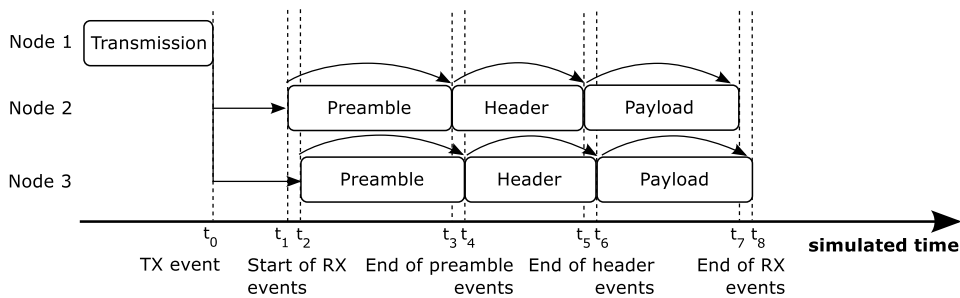 Node 1
Transmission
Node 2
Preamble
Header
Payload
Node 3
Preamble
Header
Payload
t0
t1 t2
t3 t4
t5 t6
t7 t8
simulated time
TX event
Start of RX
events
End of preamble
events
End of header
events
End of RX
events